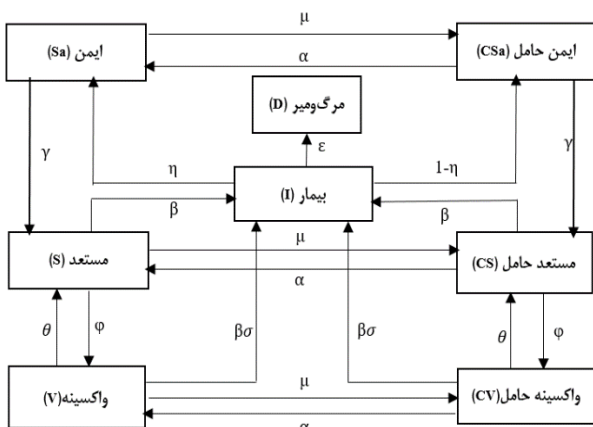 μ
ایمن (Sa)
ایمن حامل (CSa)
α
مرگ‌ومیر (D)
γ
ε
γ
η
1-η
بیمار (I)
β
β
مستعد (S)
μ
مستعد حامل (CS)
α
θ
φ
βσ
βσ
θ
φ
واکسینه(V)
μ
واکسینه حامل(CV)
α